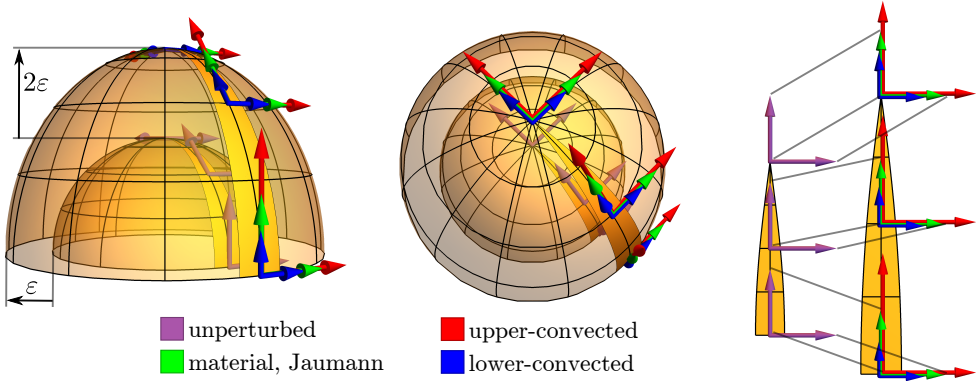 2ε
ε
unperturbed
upper-convected
material, Jaumann
lower-convected